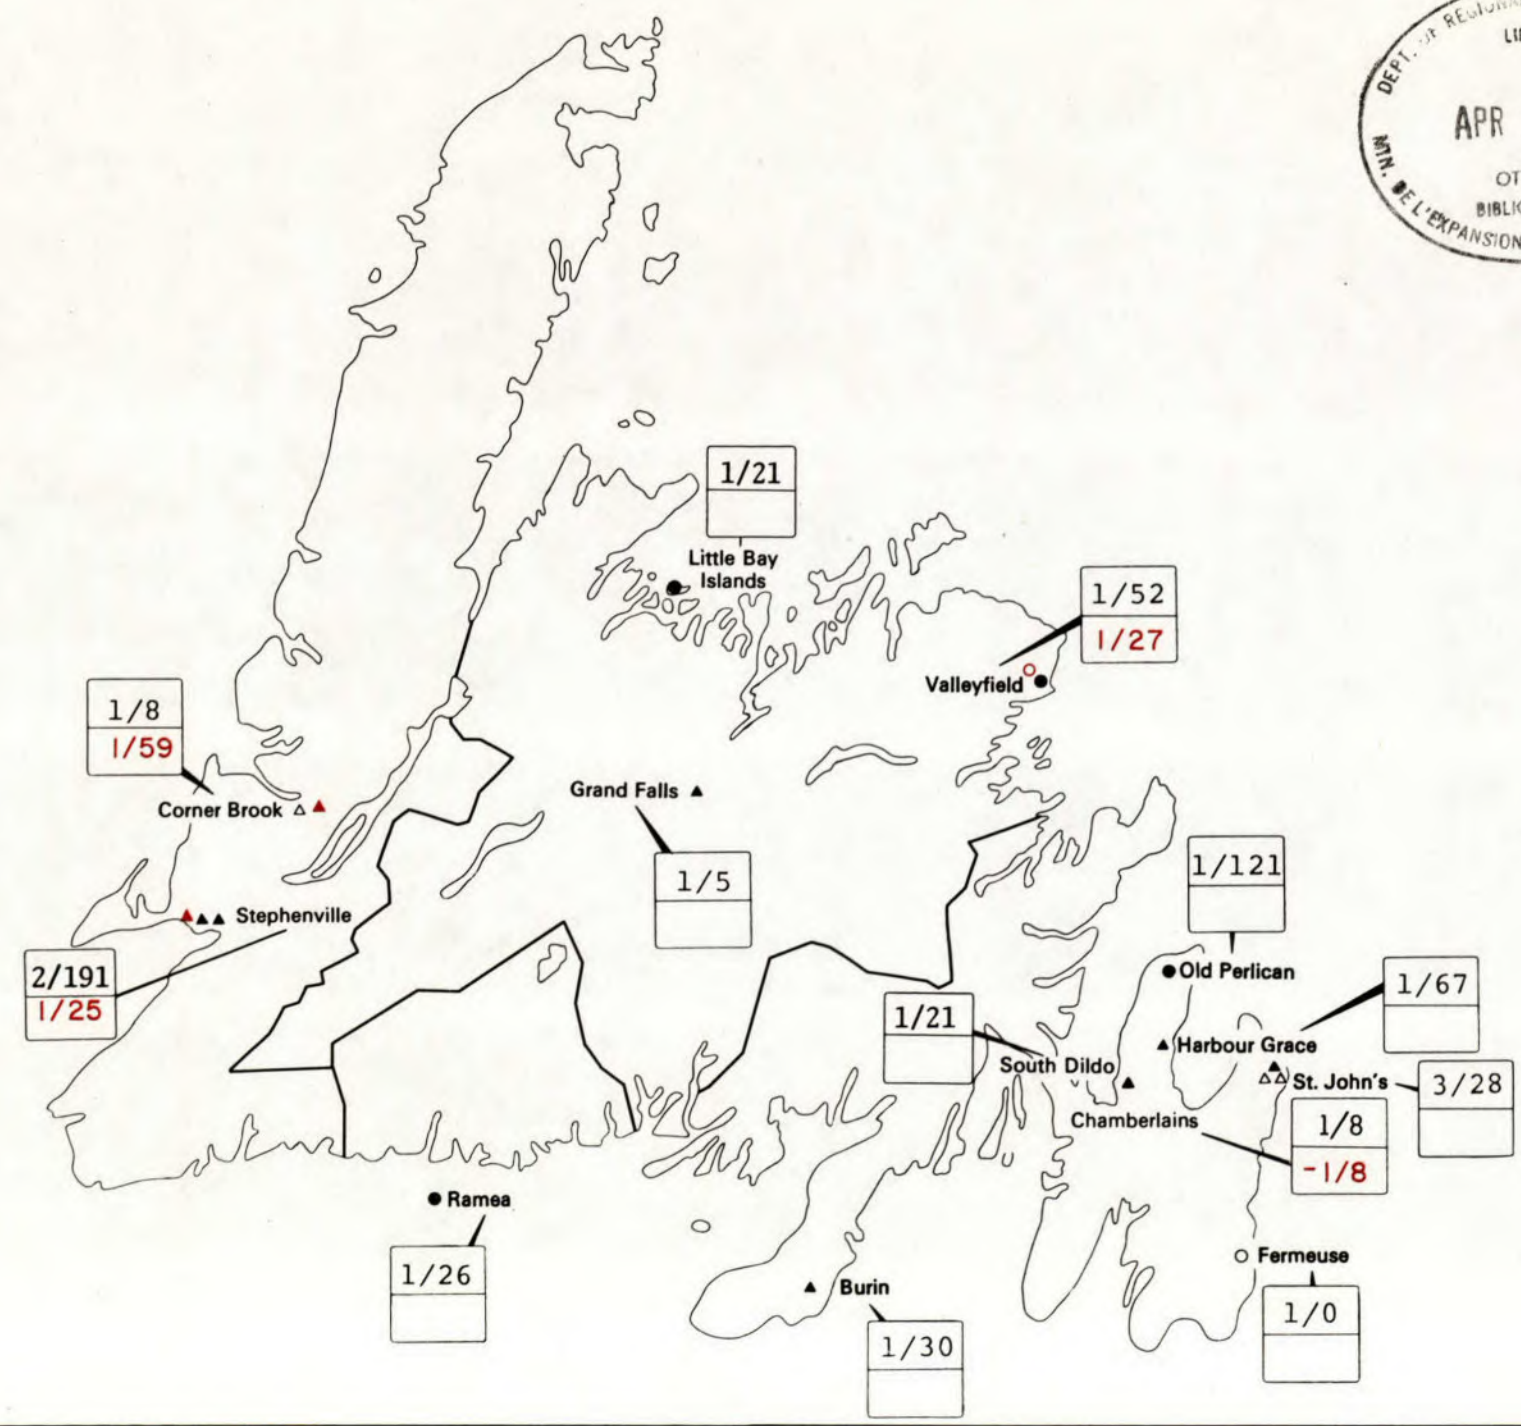 DEPT. OF REGIONAL
APR
MIN. DE L'EXPANSION
1/21
Little Bay
Islands
1/52
1/27
Valleyfield
1/8
1/59
Corner Brook
Grand Falls
1/5
1/121
Old Perlican
Stephenville
2/191
1/25
1/67
Harbour Grace
1/21
South Dildo
St. John's
3/28
Chamberlains
1/8
-1/8
Ramea
1/26
Fermeuse
1/0
Burin
1/30